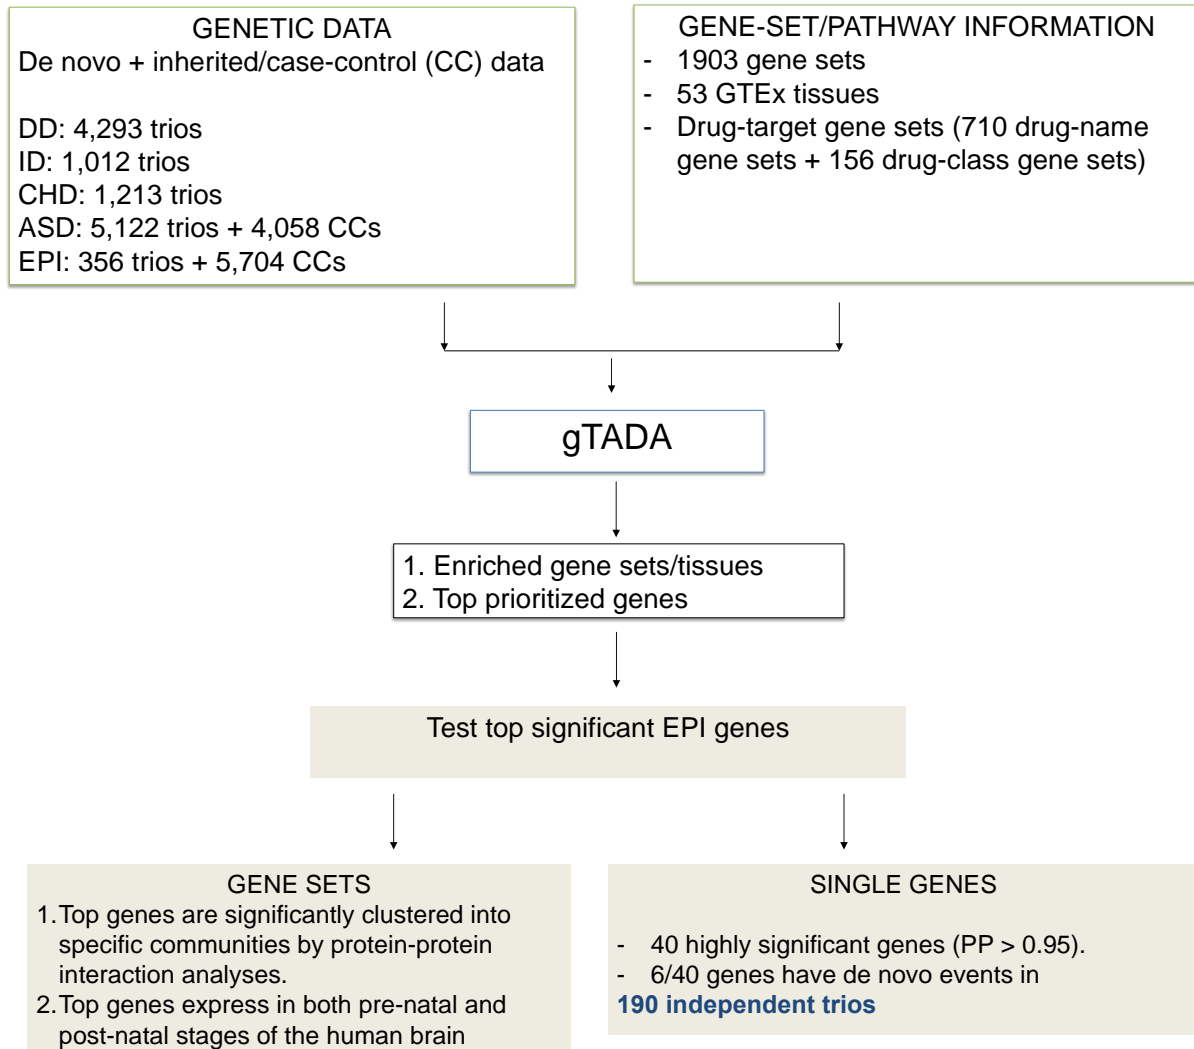 GENETIC DATA
De novo + inherited/case-control (CC) data
DD: 4,293 trios
ID: 1,012 trios
CHD: 1,213 trios
ASD: 5,122 trios + 4,058 CCs
EPI: 356 trios + 5,704 CCs
GENE-SET/PATHWAY INFORMATION
- 1903 gene sets
- 53 GTEx tissues
- Drug-target gene sets (710 drug-name
gene sets + 156 drug-class gene sets)
gTADA
1. Enriched gene sets/tissues
2. Top prioritized genes
Test top significant EPI genes
GENE SETS
1. Top genes are significantly clustered into
specific communities by protein-protein
interaction analyses.
2. Top genes express in both pre-natal and
post-natal stages of the human brain
SINGLE GENES
- 40 highly significant genes (PP > 0.95).
- 6/40 genes have de novo events in
190 independent trios